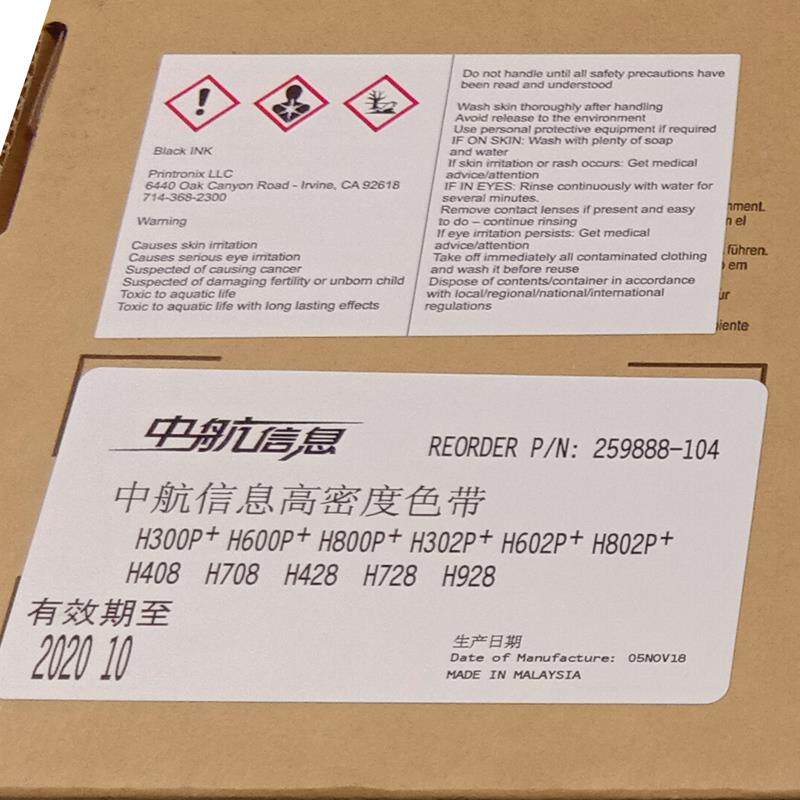 Black INK
Printronix LLC
6440 Oak Canyon Road - Irvine, CA 92618
714-368-2300
Warning
Causes skin irritation
Causes serious eye irritation
Suspected of causing cancer
Suspected of damaging fertility or unborn child
Toxic to aquatic life
Toxic to aquatic life with long lasting effects
Do not handle until all safety precautions have
been read and understood
Wash skin thoroughly after handling
Avoid release to the environment
Use personal protective equipment if required
IF ON SKIN: Wash with plenty of soap
and water
If skin irritation or rash occurs: Get medical
advice/attention
IF IN EYES: Rinse continuously with water for
several minutes.
Remove contact lenses if present and easy
to do – continue rinsing
If eye irritation persists: Get medical
advice/attention
Take off immediately all contaminated clothing
and wash it before reuse
Dispose of contents/container in accordance
with local/regional/national/international
regulations
nment.
n el
führen.
em
ur
biente
中航信息
REORDER P/N: 259888-104
中航信息高密度色带
H300P+ H600P+ H800P+ H302P+ H602P+ H802P+
H408 H708 H428 H728 H928
有效期至
2020 10
生产日期
Date of Manufacture: 05NOV18
MADE IN MALAYSIA